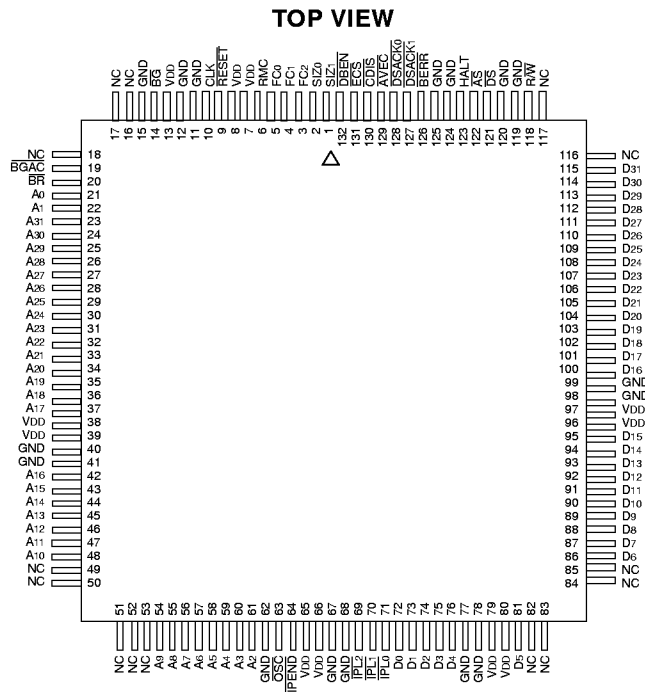 TOP VIEW
NC 17
NC 16
GND 15
BG 14
VDD 13
GND 12
GND 11
CLK 10
RESET 9
VDD 8
VDD 7
RMC 6
FC0 5
FC1 4
FC2 3
SIZ0 2
SIZ1 1
DBEN 132
ECS 131
CDIS 130
AVEC 129
DSACK0 128
DSACK1 127
BERR 126
GND 125
GND 124
HALT 123
AS 122
DS 121
GND 120
GND 119
R/W 118
NC 117
NC 18
BGAC 19
BR 20
A0 21
A1 22
A31 23
A30 24
A29 25
A28 26
A27 27
A26 28
A25 29
A24 30
A23 31
A22 32
A21 33
A20 34
A19 35
A18 36
A17 37
VDD 38
VDD 39
GND 40
GND 41
A16 42
A15 43
A14 44
A13 45
A12 46
A11 47
A10 48
NC 49
NC 50
116 NC
115 D31
114 D30
113 D29
112 D28
111 D27
110 D26
109 D25
108 D24
107 D23
106 D22
105 D21
104 D20
103 D19
102 D18
101 D17
100 D16
99 GND
98 GND
97 VDD
96 VDD
95 D15
94 D14
93 D13
92 D12
91 D11
90 D10
89 D9
88 D8
87 D7
86 D6
85 NC
84 NC
51 NC
52 NC
53 NC
54 A9
55 A8
56 A7
57 A6
58 A5
59 A4
60 A3
61 A2
62 GND
63 OSC
64 IPEND
65 VDD
66 VDD
67 GND
68 GND
69 IPL2
70 IPL1
71 IPL0
72 D0
73 D1
74 D2
75 D3
76 D4
77 GND
78 GND
79 VDD
80 VDD
81 D5
82 NC
83 NC